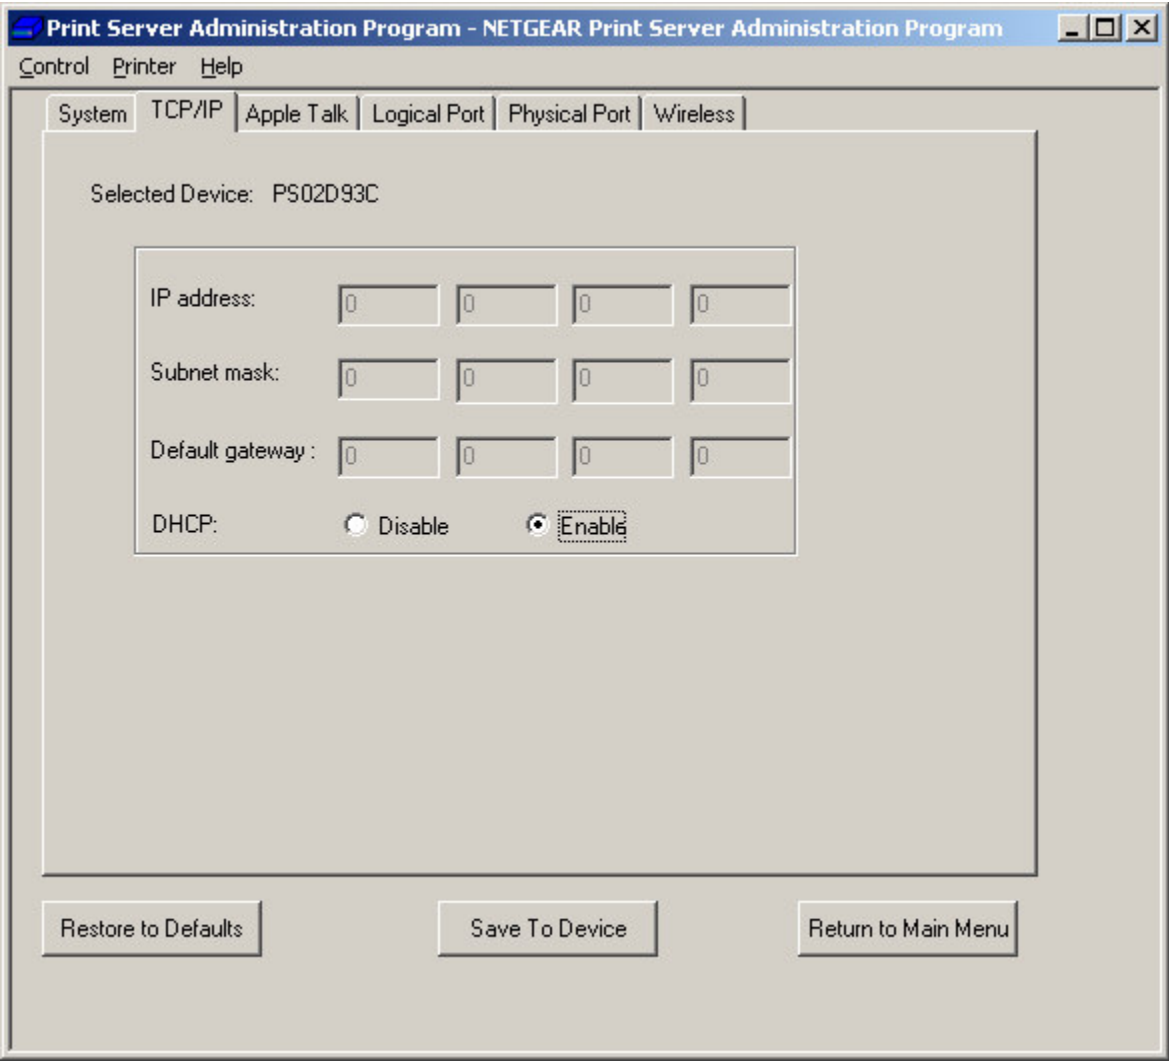 Print Server Administration Program - NETGEAR Print Server Administration Program
Control Printer Help
System TCP/IP Apple Talk Logical Port Physical Port Wireless
Selected Device: PS02D93C
IP address: 0 0 0 0
Subnet mask: 0 0 0 0
Default gateway : 0 0 0 0
DHCP: Disable Enable
Restore to Defaults Save To Device Return to Main Menu